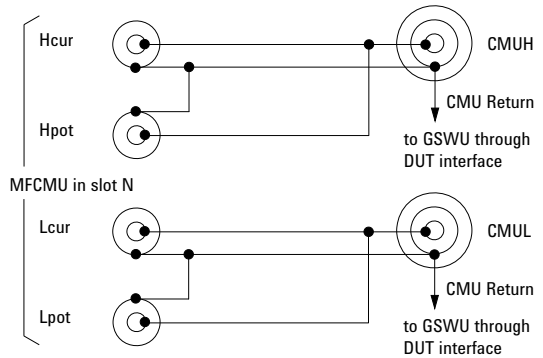 Hcur
CMUH
CMU Return
Hpot
to GSWU through
DUT interface
MFCMU in slot N
Lcur
CMUL
CMU Return
Lpot
to GSWU through
DUT interface